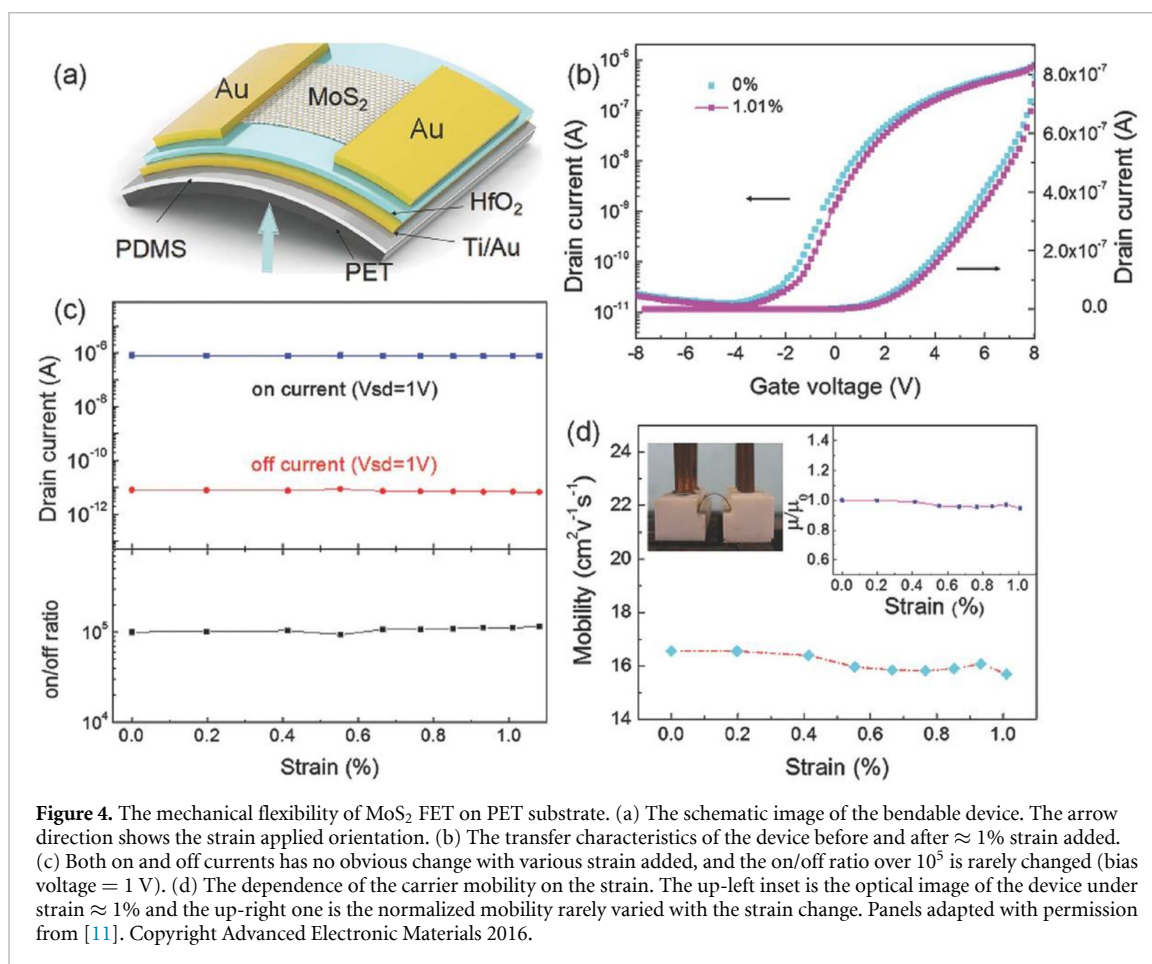 (a)
Au
MoS₂
Au
HfO₂
Ti/Au
PDMS
PET
(b)
0%
1.01%
10⁻⁶
10⁻⁷
10⁻⁸
10⁻⁹
10⁻¹⁰
10⁻¹¹
Drain current (A)
8.0x10⁻⁷
6.0x10⁻⁷
4.0x10⁻⁷
2.0x10⁻⁷
0.0
Drain current (A)
-8 -6 -4 -2 0 2 4 6 8
Gate voltage (V)
(c)
10⁻⁴
10⁻⁶
10⁻⁸
10⁻¹⁰
10⁻¹²
Drain current (A)
on current (Vsd=1V)
off current (Vsd=1V)
10⁵
10⁴
on/off ratio
0.0 0.2 0.4 0.6 0.8 1.0
Strain (%)
(d)
24
22
20
18
16
14
Mobility (cm²v⁻¹s⁻¹)
1.4
1.2
1.0
0.8
0.6
μ/μ₀
0.0 0.2 0.4 0.6 0.8 1.0
Strain (%)
0.0 0.2 0.4 0.6 0.8 1.0
Strain (%)
Figure 4. The mechanical flexibility of MoS₂ FET on PET substrate. (a) The schematic image of the bendable device. The arrow
direction shows the strain applied orientation. (b) The transfer characteristics of the device before and after ≈ 1% strain added.
(c) Both on and off currents has no obvious change with various strain added, and the on/off ratio over 10⁵ is rarely changed (bias
voltage = 1 V). (d) The dependence of the carrier mobility on the strain. The up-left inset is the optical image of the device under
strain ≈ 1% and the up-right one is the normalized mobility rarely varied with the strain change. Panels adapted with permission
from [11]. Copyright Advanced Electronic Materials 2016.